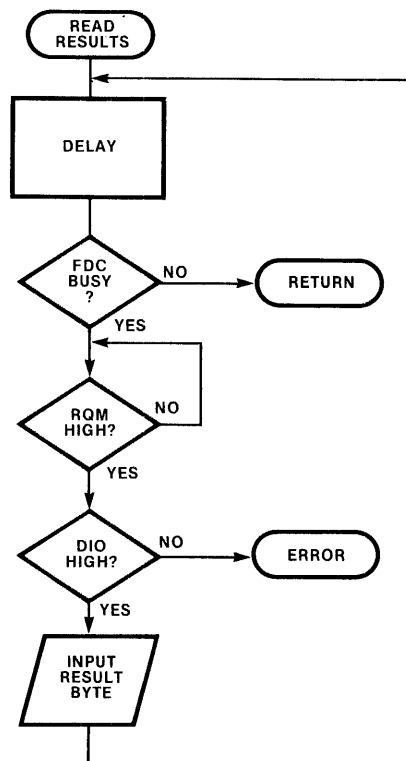 READ
RESULTS
DELAY
FDC
BUSY
?
NO
RETURN
YES
RQM
HIGH?
NO
YES
DIO
HIGH?
NO
ERROR
YES
INPUT
RESULT
BYTE